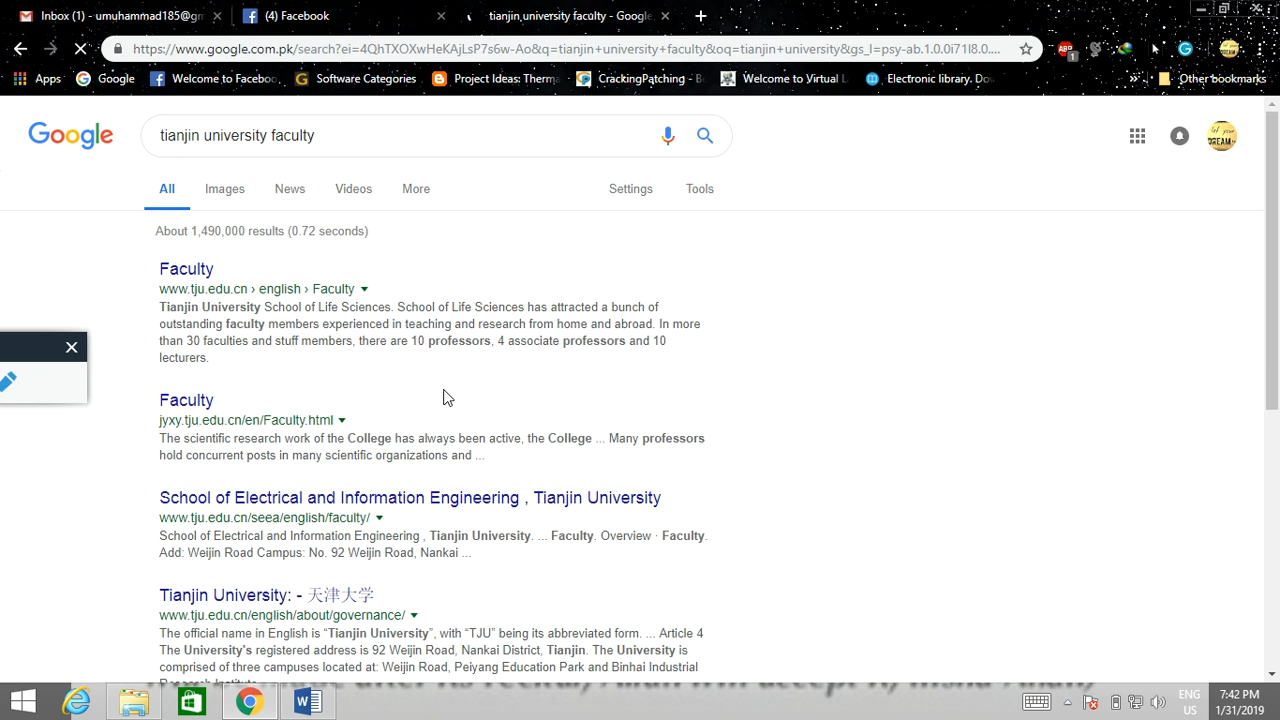 Inbox (1) - umuhammad185@gm
(4) Facebook
tianjin university faculty - Google
https://www.google.com.pk/search?ei=4QhTXOXwHeKAjLsP7s6w-Ao&q=tianjin+university+faculty&oq=tianjin+university&gs_l=psy-ab.1.0.0i71l8.0....
ABP
1
Apps
Google
Welcome to Faceboo
Software Categories
Project Ideas: Therma
CrackingPatching - B
Welcome to Virtual L
Electronic library. Do
»
Other bookmarks
Google
tianjin university faculty
All
Images
News
Videos
More
Settings
Tools
About 1,490,000 results (0.72 seconds)
Faculty
www.tju.edu.cn › english › Faculty
Tianjin University School of Life Sciences. School of Life Sciences has attracted a bunch of
outstanding faculty members experienced in teaching and research from home and abroad. In more
than 30 faculties and stuff members, there are 10 professors, 4 associate professors and 10
lecturers.
Faculty
jyxy.tju.edu.cn/en/Faculty.html
The scientific research work of the College has always been active, the College ... Many professors
hold concurrent posts in many scientific organizations and ...
School of Electrical and Information Engineering , Tianjin University
www.tju.edu.cn/seea/english/faculty/
School of Electrical and Information Engineering , Tianjin University. ... Faculty. Overview · Faculty.
Add: Weijin Road Campus: No. 92 Weijin Road, Nankai ...
Tianjin University: - 天津大学
www.tju.edu.cn/english/about/governance/
The official name in English is “Tianjin University”, with “TJU” being its abbreviated form. ... Article 4
The University's registered address is 92 Weijin Road, Nankai District, Tianjin. The University is
comprised of three campuses located at: Weijin Road, Peiyang Education Park and Binhai Industrial
ENG
US
7:42 PM
1/31/2019